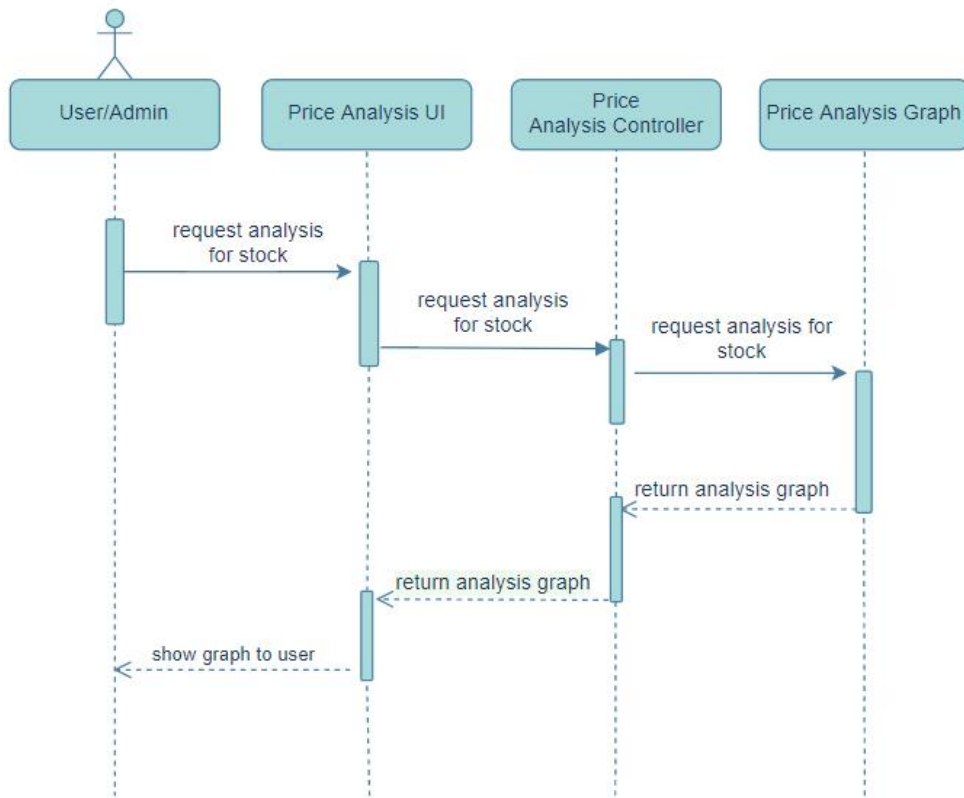 User/Admin
Price Analysis UI
Price
Analysis Controller
Price Analysis Graph
request analysis
for stock
request analysis
for stock
request analysis for
stock
return analysis graph
return analysis graph
show graph to user